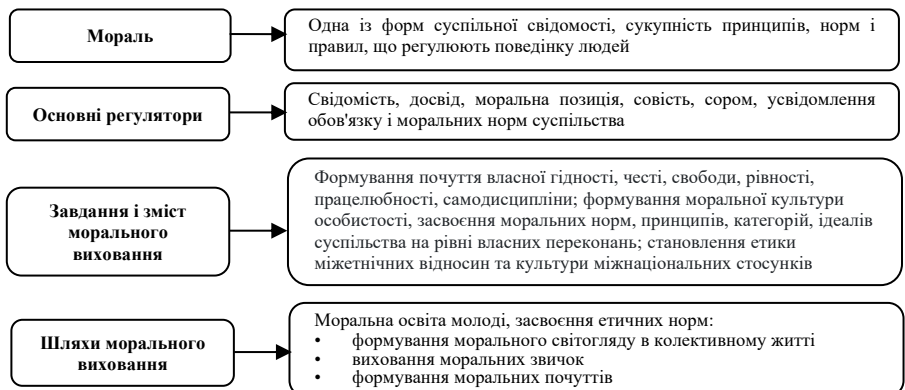 Мораль
Одна із форм суспільної свідомості, сукупність принципів, норм і
правил, що регулюють поведінку людей
Основні регулятори
Свідомість, досвід, моральна позиція, совість, сором, усвідомлення
обов'язку і моральних норм суспільства
Завдання і зміст
морального
виховання
Формування почуття власної гідності, честі, свободи, рівності,
працелюбності, самодисципліни; формування моральної культури
особистості, засвоєння моральних норм, принципів, категорій, ідеалів
суспільства на рівні власних переконань; становлення етики
міжетнічних відносин та культури міжнаціональних стосунків
Шляхи морального
виховання
Моральна освіта молоді, засвоєння етичних норм:
• формування морального світогляду в колективному житті
• виховання моральних звичок
• формування моральних почуттів